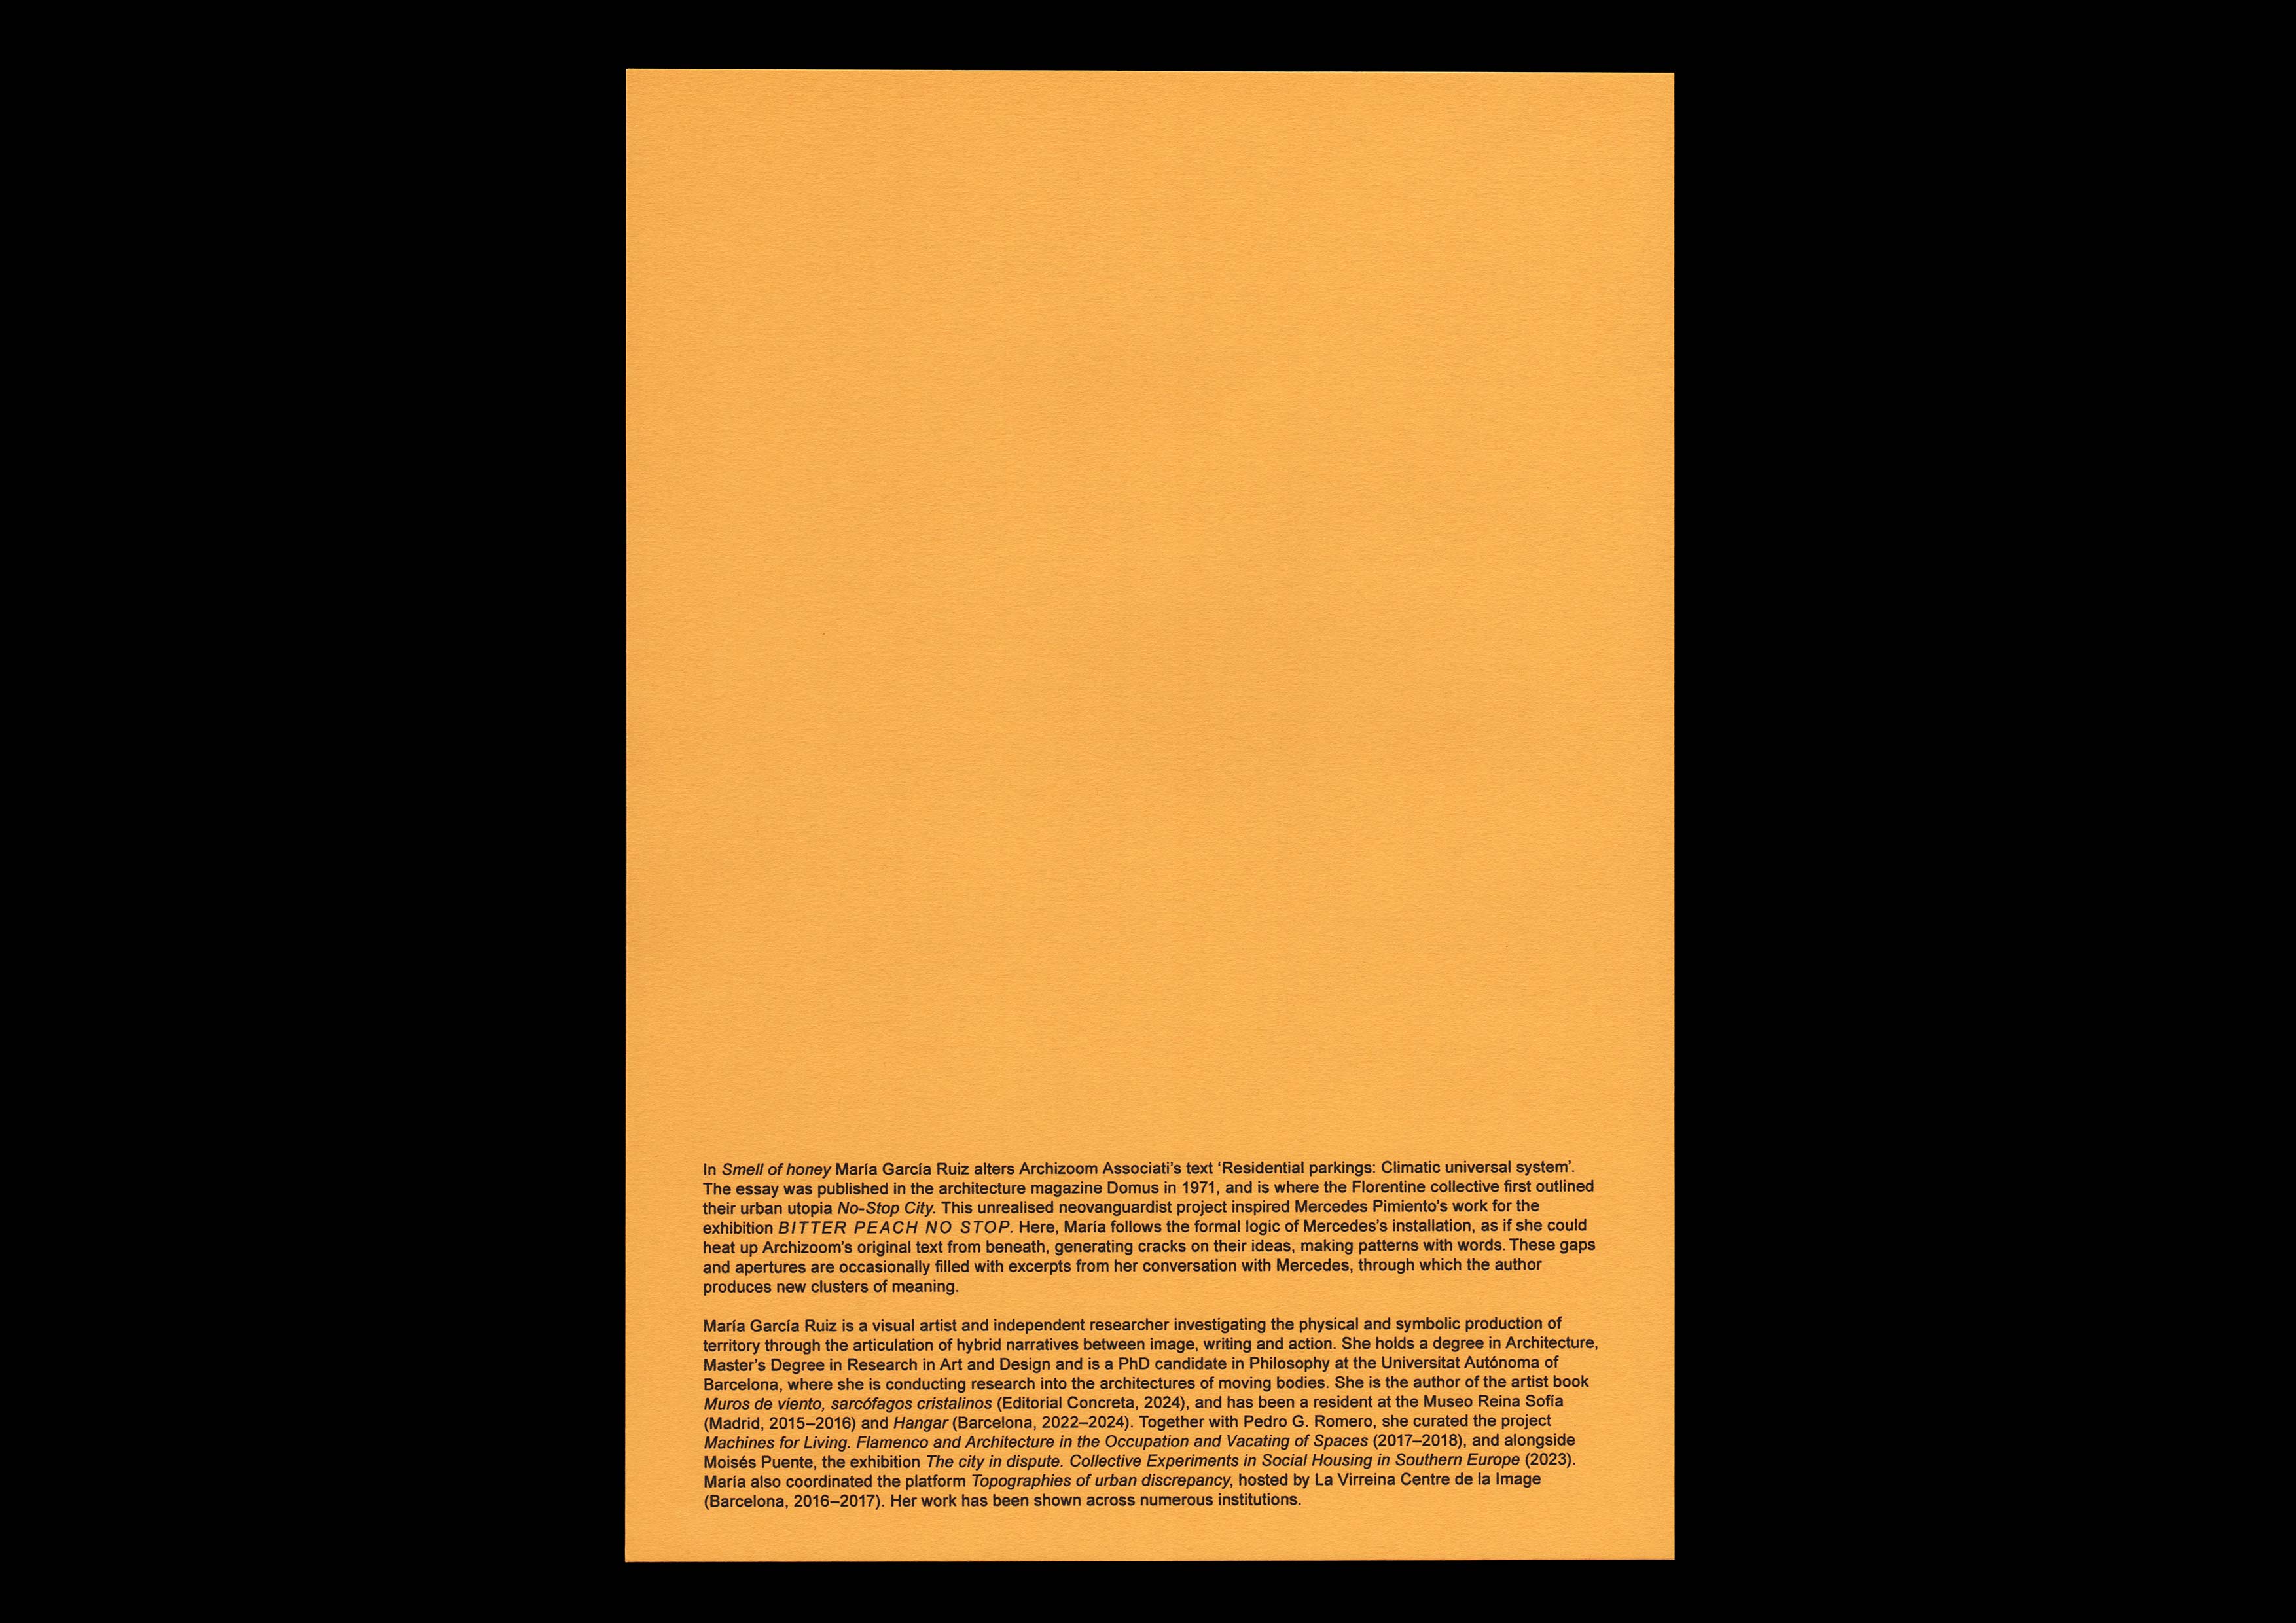 In Smell of honey María García Ruiz alters Archizoom Associati’s text ‘Residential parkings: Climatic universal system’.
The essay was published in the architecture magazine Domus in 1971, and is where the Florentine collective first outlined
their urban utopia No-Stop City. This unrealised neovanguardist project inspired Mercedes Pimiento’s work for the
exhibition BITTER PEACH NO STOP. Here, María follows the formal logic of Mercedes’s installation, as if she could
heat up Archizoom’s original text from beneath, generating cracks on their ideas, making patterns with words. These gaps
and apertures are occasionally filled with excerpts from her conversation with Mercedes, through which the author
produces new clusters of meaning.
María García Ruiz is a visual artist and independent researcher investigating the physical and symbolic production of
territory through the articulation of hybrid narratives between image, writing and action. She holds a degree in Architecture,
Master’s Degree in Research in Art and Design and is a PhD candidate in Philosophy at the Universitat Autónoma of
Barcelona, where she is conducting research into the architectures of moving bodies. She is the author of the artist book
Muros de viento, sarcófagos cristalinos (Editorial Concreta, 2024), and has been a resident at the Museo Reina Sofía
(Madrid, 2015–2016) and Hangar (Barcelona, 2022–2024). Together with Pedro G. Romero, she curated the project
Machines for Living. Flamenco and Architecture in the Occupation and Vacating of Spaces (2017–2018), and alongside
Moisés Puente, the exhibition The city in dispute. Collective Experiments in Social Housing in Southern Europe (2023).
María also coordinated the platform Topographies of urban discrepancy, hosted by La Virreina Centre de la Image
(Barcelona, 2016–2017). Her work has been shown across numerous institutions.